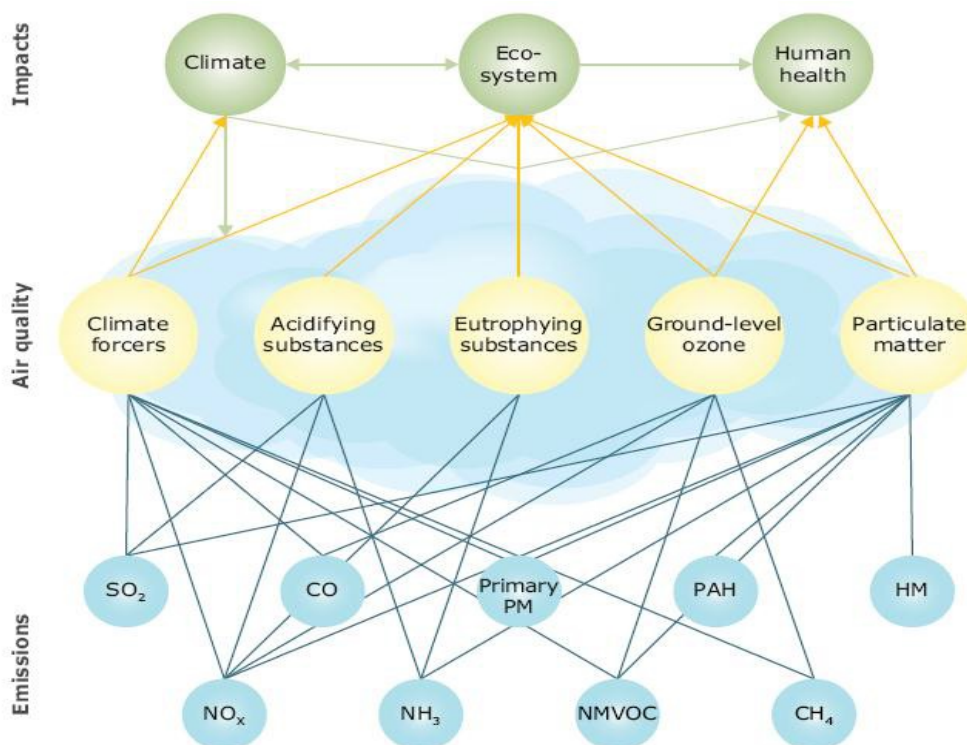 Impacts
Climate
Eco-
system
Human
health
Air quality
Climate
forcers
Acidifying
substances
Eutrophying
substances
Ground-level
ozone
Particulate
matter
Emissions
SO₂
CO
Primary
PM
PAH
HM
NOₓ
NH₃
NMVOC
CH₄